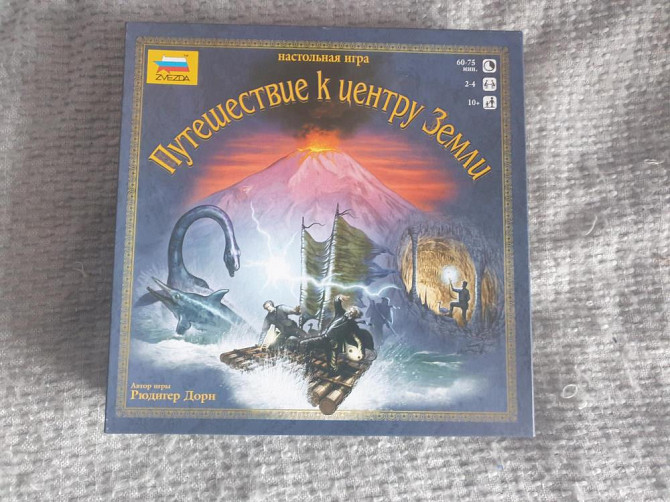 ZVEZDA
настольная игра
60-75
мин.
2-4
10+
Путешествие к центру Земли
Автор игры
Рюдигер Дорн